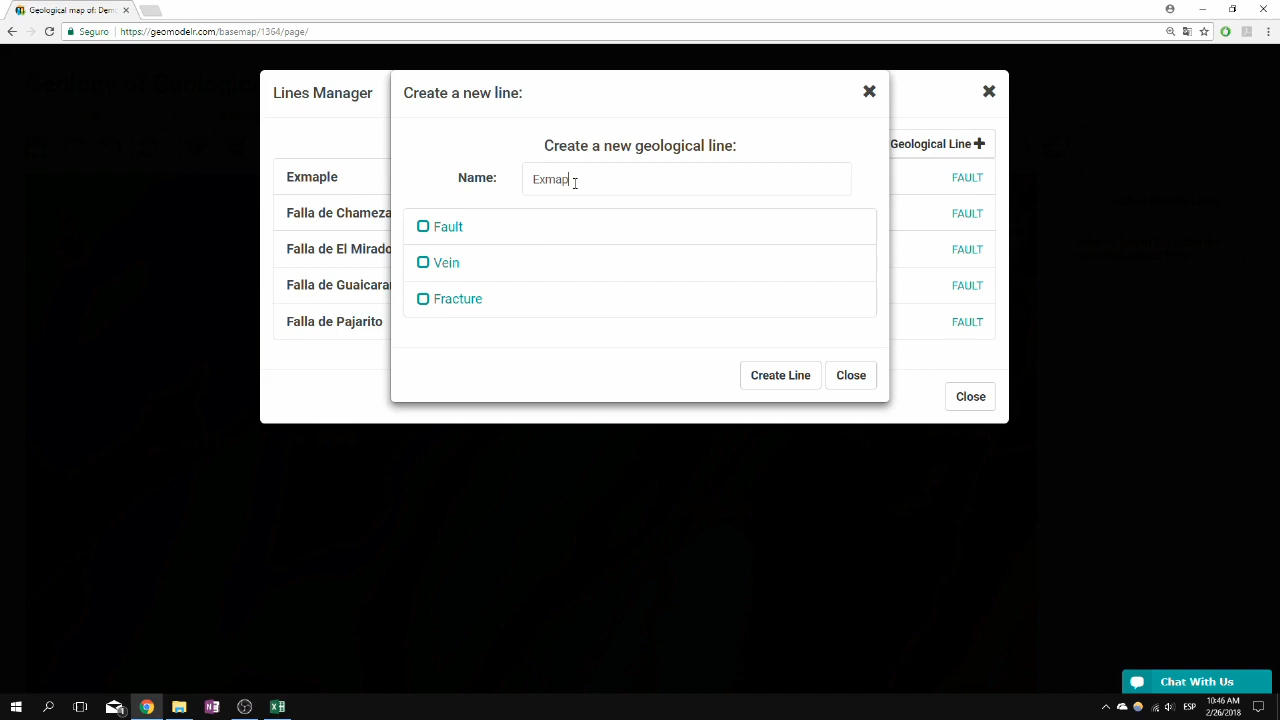 Geological map of: Dem
Seguro
https://geomodelr.com/basemap/1364/page/
Lines Manager
Create a new line:
Create a new geological line:
Geological Line
Name:
Exmap
Exmaple
FAULT
Falla de Chameza
FAULT
Falla de El Mirado
FAULT
Falla de Guaicara
FAULT
Falla de Pajarito
FAULT
Fault
Vein
Fracture
Create Line
Close
Close
Chat With Us
ESP
10:46 AM
2/26/2018